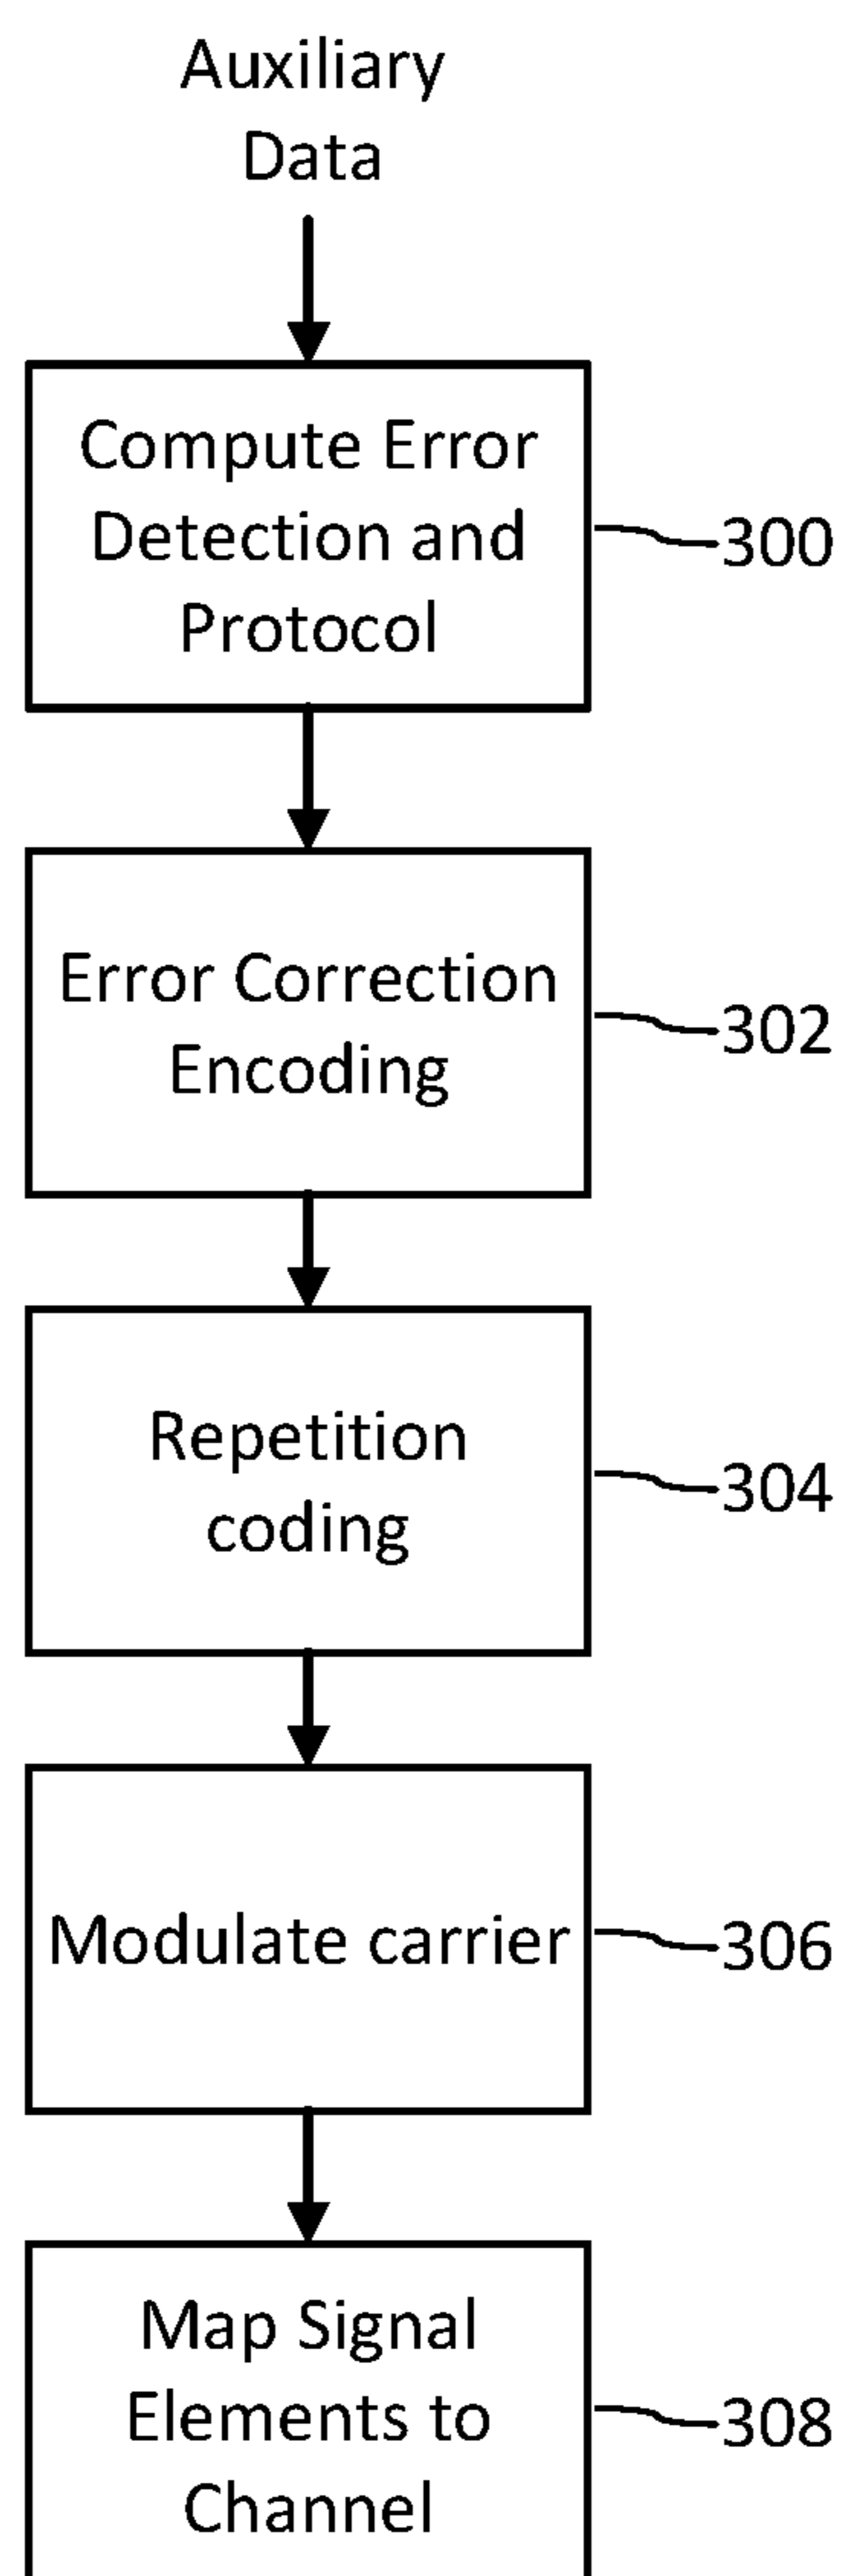 Auxiliary
Data
Compute Error
Detection and
Protocol
300
Error Correction
Encoding
302
Repetition
coding
304
Modulate carrier
306
Map Signal
Elements to
Channel
308